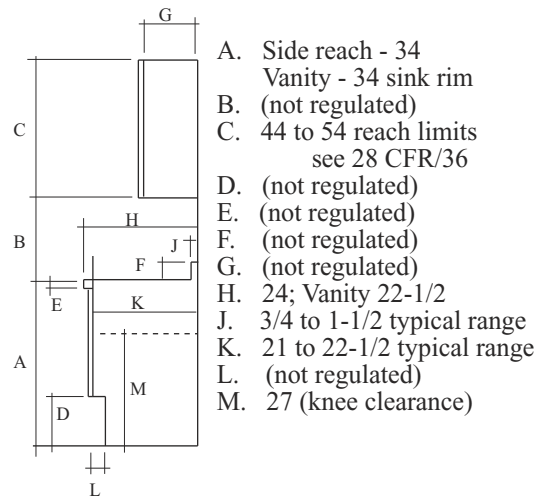 G
C
B
H
J
F
E
K
A
M
D
L
A. Side reach - 34
Vanity - 34 sink rim
B. (not regulated)
C. 44 to 54 reach limits
see 28 CFR/36
D. (not regulated)
E. (not regulated)
F. (not regulated)
G. (not regulated)
H. 24; Vanity 22-1/2
J. 3/4 to 1-1/2 typical range
K. 21 to 22-1/2 typical range
L. (not regulated)
M. 27 (knee clearance)